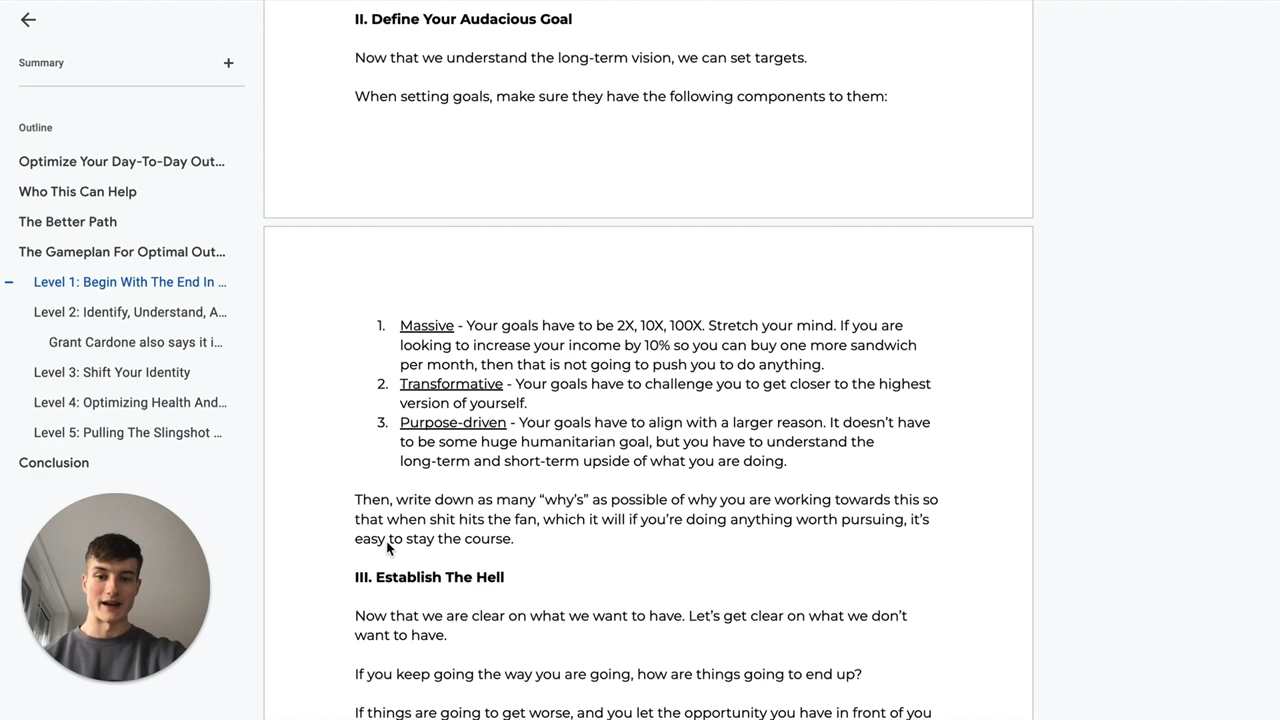 Summary
+
Outline
Optimize Your Day-To-Day Out...
Who This Can Help
The Better Path
The Gameplan For Optimal Out...
Level 1: Begin With The End In ...
Level 2: Identify, Understand, A...
Grant Cardone also says it i...
Level 3: Shift Your Identity
Level 4: Optimizing Health And...
Level 5: Pulling The Slingshot ...
Conclusion
II. Define Your Audacious Goal
Now that we understand the long-term vision, we can set targets.
When setting goals, make sure they have the following components to them:
1. Massive - Your goals have to be 2X, 10X, 100X. Stretch your mind. If you are
looking to increase your income by 10% so you can buy one more sandwich
per month, then that is not going to push you to do anything.
2. Transformative - Your goals have to challenge you to get closer to the highest
version of yourself.
3. Purpose-driven - Your goals have to align with a larger reason. It doesn’t have
to be some huge humanitarian goal, but you have to understand the
long-term and short-term upside of what you are doing.
Then, write down as many “why’s” as possible of why you are working towards this so
that when shit hits the fan, which it will if you’re doing anything worth pursuing, it’s
easy to stay the course.
III. Establish The Hell
Now that we are clear on what we want to have. Let’s get clear on what we don’t
want to have.
If you keep going the way you are going, how are things going to end up?
If things are going to get worse, and you let the opportunity you have in front of you